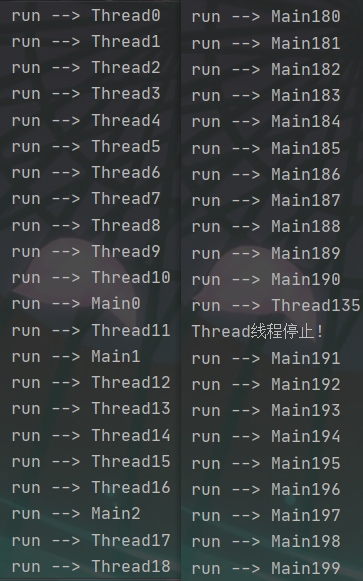 run --> Thread0
run --> Thread1
run --> Thread2
run --> Thread3
run --> Thread4
run --> Thread5
run --> Thread6
run --> Thread7
run --> Thread8
run --> Thread9
run --> Thread10
run --> Main0
run --> Thread11
run --> Main1
run --> Thread12
run --> Thread13
run --> Thread14
run --> Thread15
run --> Thread16
run --> Main2
run --> Thread17
run --> Thread18
run --> Main180
run --> Main181
run --> Main182
run --> Main183
run --> Main184
run --> Main185
run --> Main186
run --> Main187
run --> Main188
run --> Main189
run --> Main190
run --> Thread135
Thread线程停止!
run --> Main191
run --> Main192
run --> Main193
run --> Main194
run --> Main195
run --> Main196
run --> Main197
run --> Main198
run --> Main199